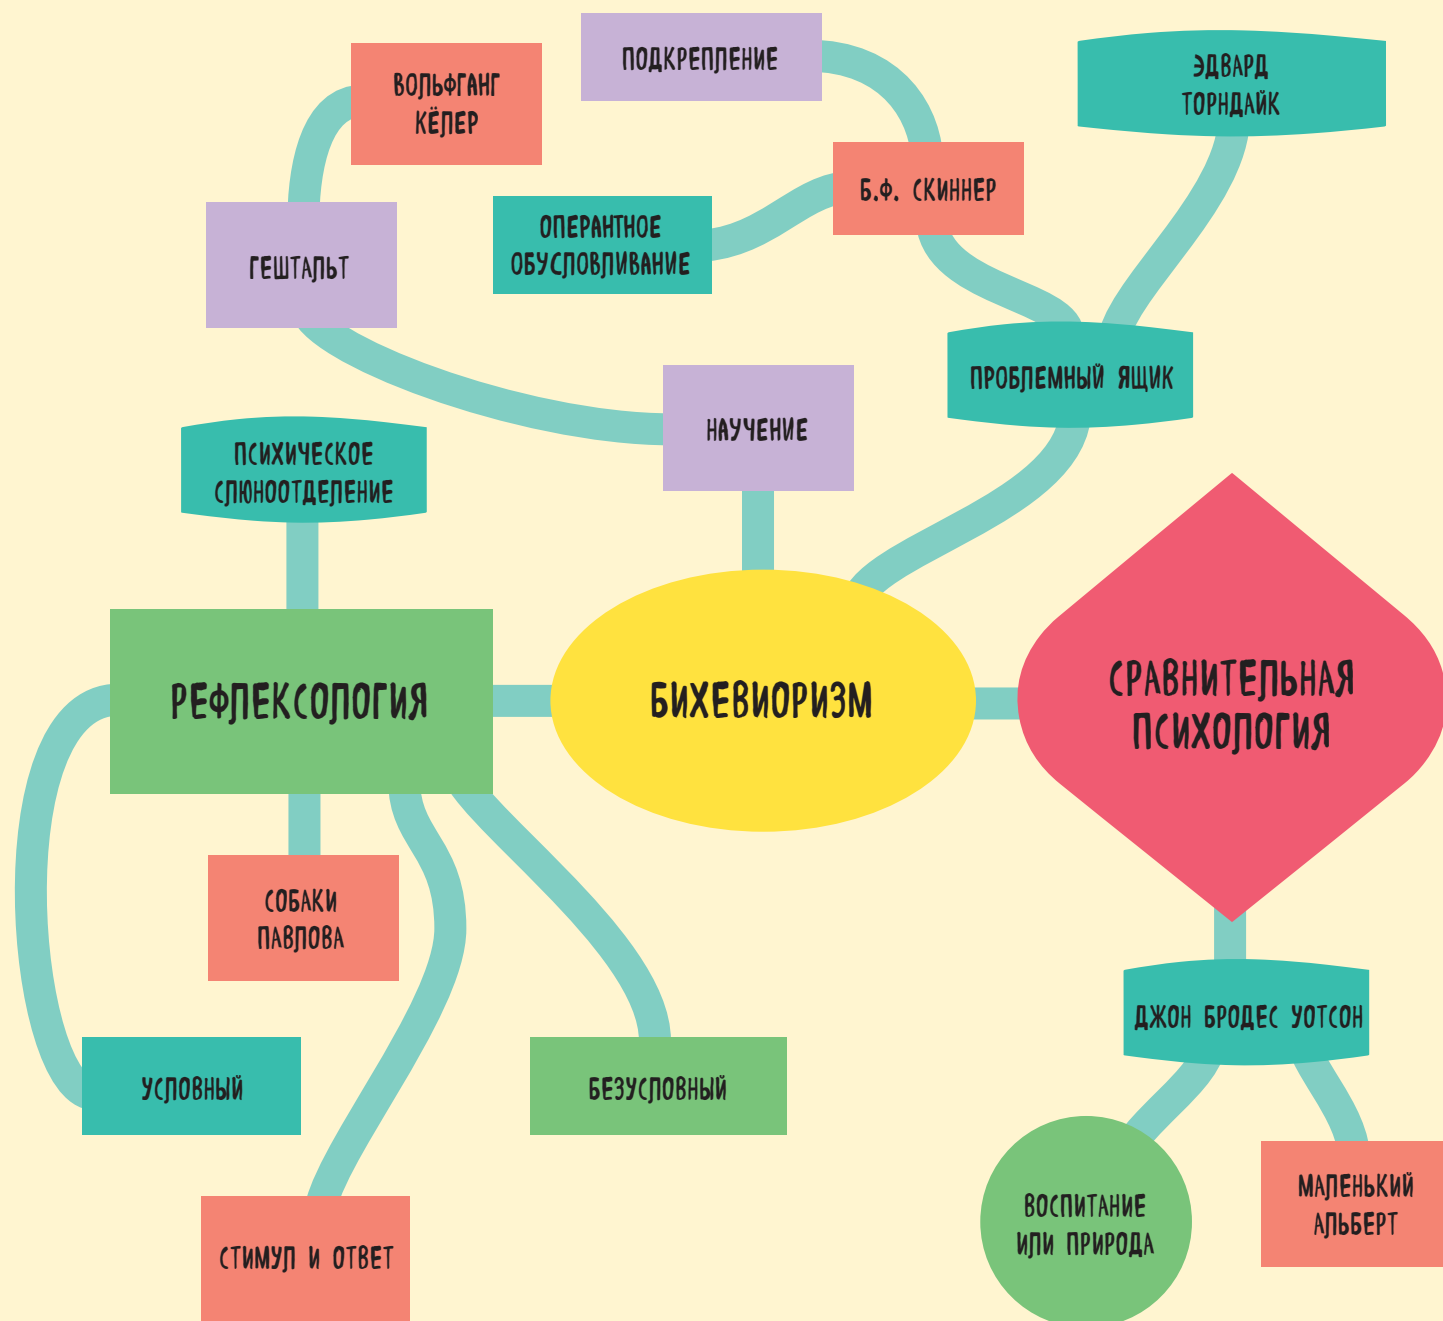 ВОЛЬФГАНГ
КЁЛЕР
ПОДКРЕПЛЕНИЕ
ЭДВАРД
ТОРНДАЙК
Б.Ф. СКИННЕР
ОПЕРАНТНОЕ
ОБУСЛОВЛИВАНИЕ
ГЕШТАЛЬТ
ПРОБЛЕМНЫЙ ЯЩИК
НАУЧЕНИЕ
ПСИХИЧЕСКОЕ
СЛЮНООТДЕЛЕНИЕ
РЕФЛЕКСОЛОГИЯ
БИХЕВИОРИЗМ
СРАВНИТЕЛЬНАЯ
ПСИХОЛОГИЯ
СОБАКИ
ПАВЛОВА
ДЖОН БРОДЕС УОТСОН
УСЛОВНЫЙ
БЕЗУСЛОВНЫЙ
ВОСПИТАНИЕ
ИЛИ ПРИРОДА
МАЛЕНЬКИЙ
АЛЬБЕРТ
СТИМУЛ И ОТВЕТ